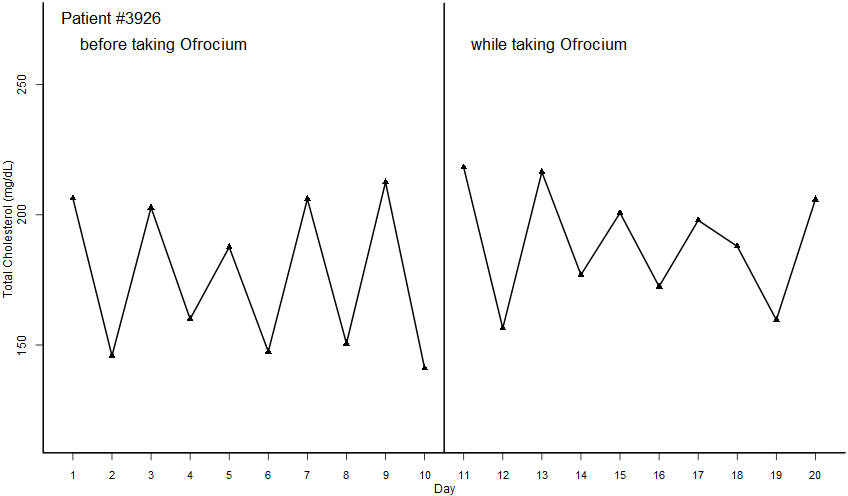 Patient #3926
before taking Ofrocium
while taking Ofrocium
Total Cholesterol (mg/dL)
250
200
150
1 2 3 4 5 6 7 8 9 10 11 12 13 14 15 16 17 18 19 20
Day